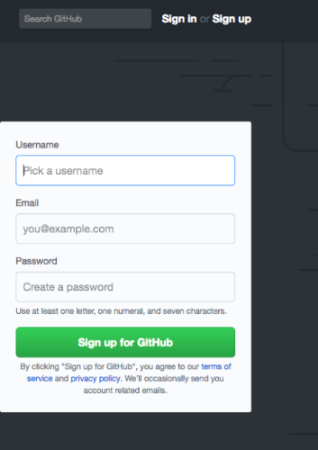 Search GitHub Sign in or Sign up
Username
Pick a username
Email
you@example.com
Password
Create a password
Use at least one letter, one numeral, and seven characters.
Sign up for GitHub
By clicking "Sign up for GitHub", you agree to our terms of
service and privacy policy. We'll occasionally send you
account related emails.